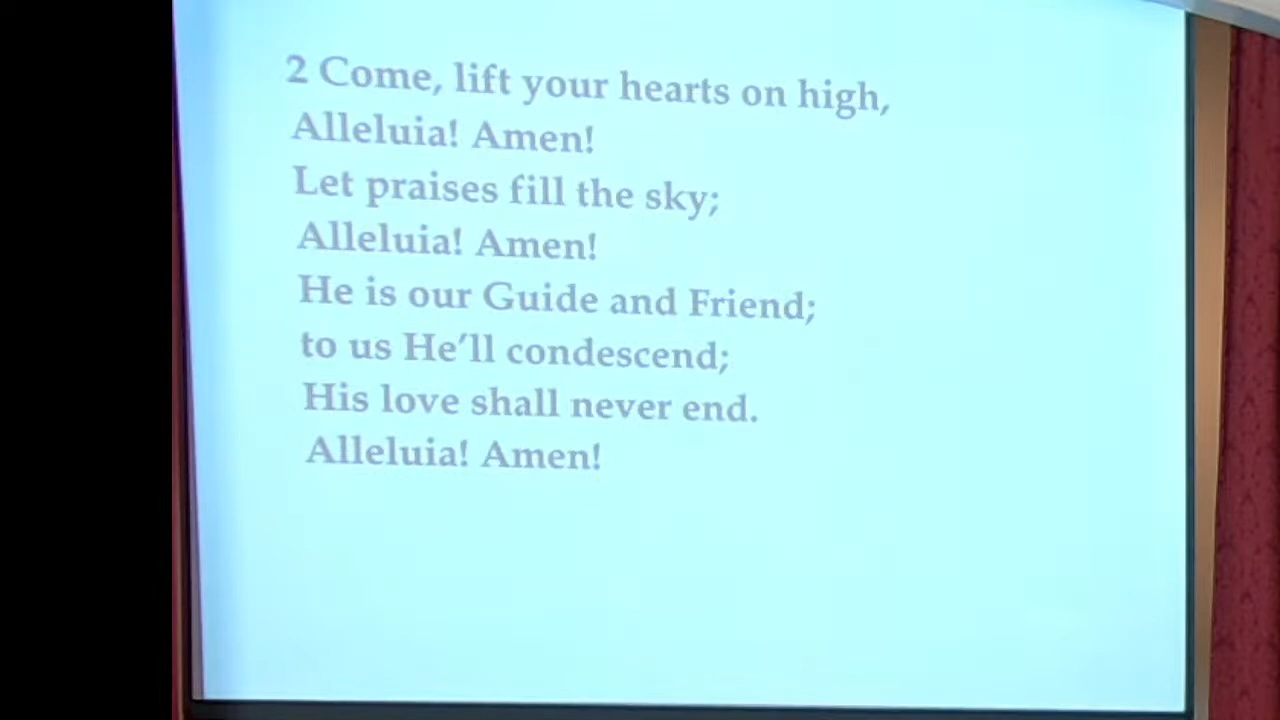 2 Come, lift your hearts on high,
Alleluia! Amen!
Let praises fill the sky;
Alleluia! Amen!
He is our Guide and Friend;
to us He’ll condescend;
His love shall never end.
Alleluia! Amen!